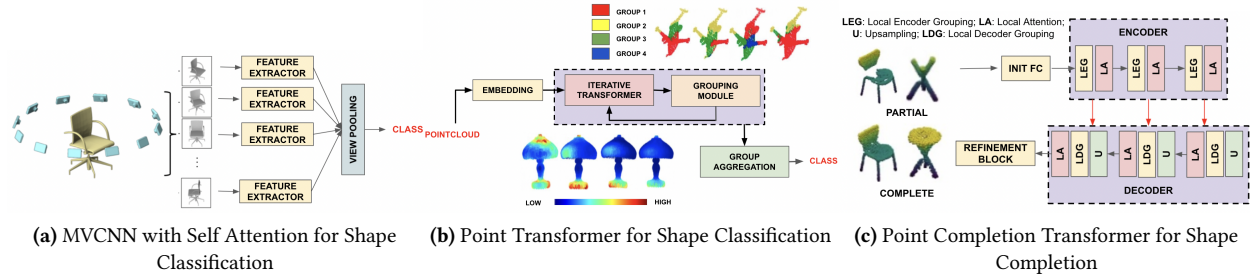 FEATURE
EXTRACTOR
FEATURE
EXTRACTOR
FEATURE
EXTRACTOR
FEATURE
EXTRACTOR
VIEW POOLING
CLASS
(a) MVCNN with Self Attention for Shape
Classification
GROUP 1
GROUP 2
GROUP 3
GROUP 4
POINTCLOUD
EMBEDDING
ITERATIVE
TRANSFORMER
GROUPING
MODULE
GROUP
AGGREGATION
CLASS
LOW
HIGH
(b) Point Transformer for Shape Classification
LEG: Local Encoder Grouping; LA: Local Attention;
U: Upsampling; LDG: Local Decoder Grouping
ENCODER
INIT FC
LEG
LA
LEG
LA
LEG
LA
PARTIAL
REFINEMENT
BLOCK
LA
LDG
U
LA
LDG
U
LA
LDG
U
DECODER
COMPLETE
(c) Point Completion Transformer for Shape
Completion